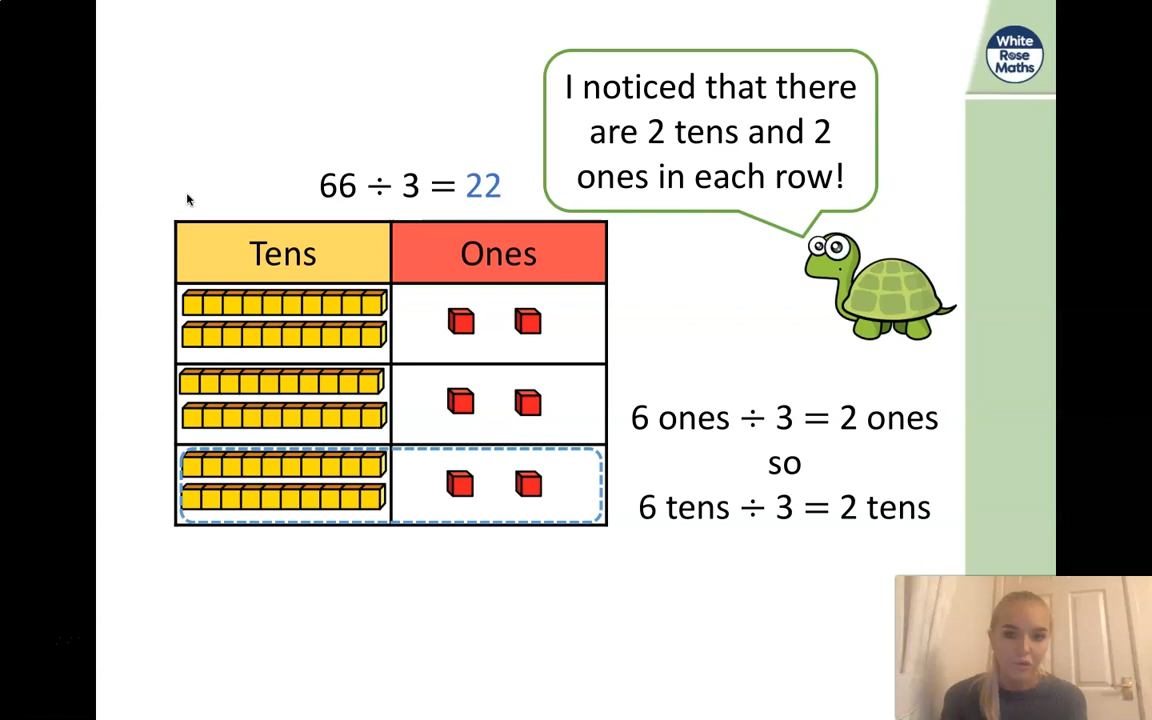 White
Rose
Maths
I noticed that there
are 2 tens and 2
ones in each row!
66 ÷ 3 = 22
Tens Ones
6 ones ÷ 3 = 2 ones
so
6 tens ÷ 3 = 2 tens